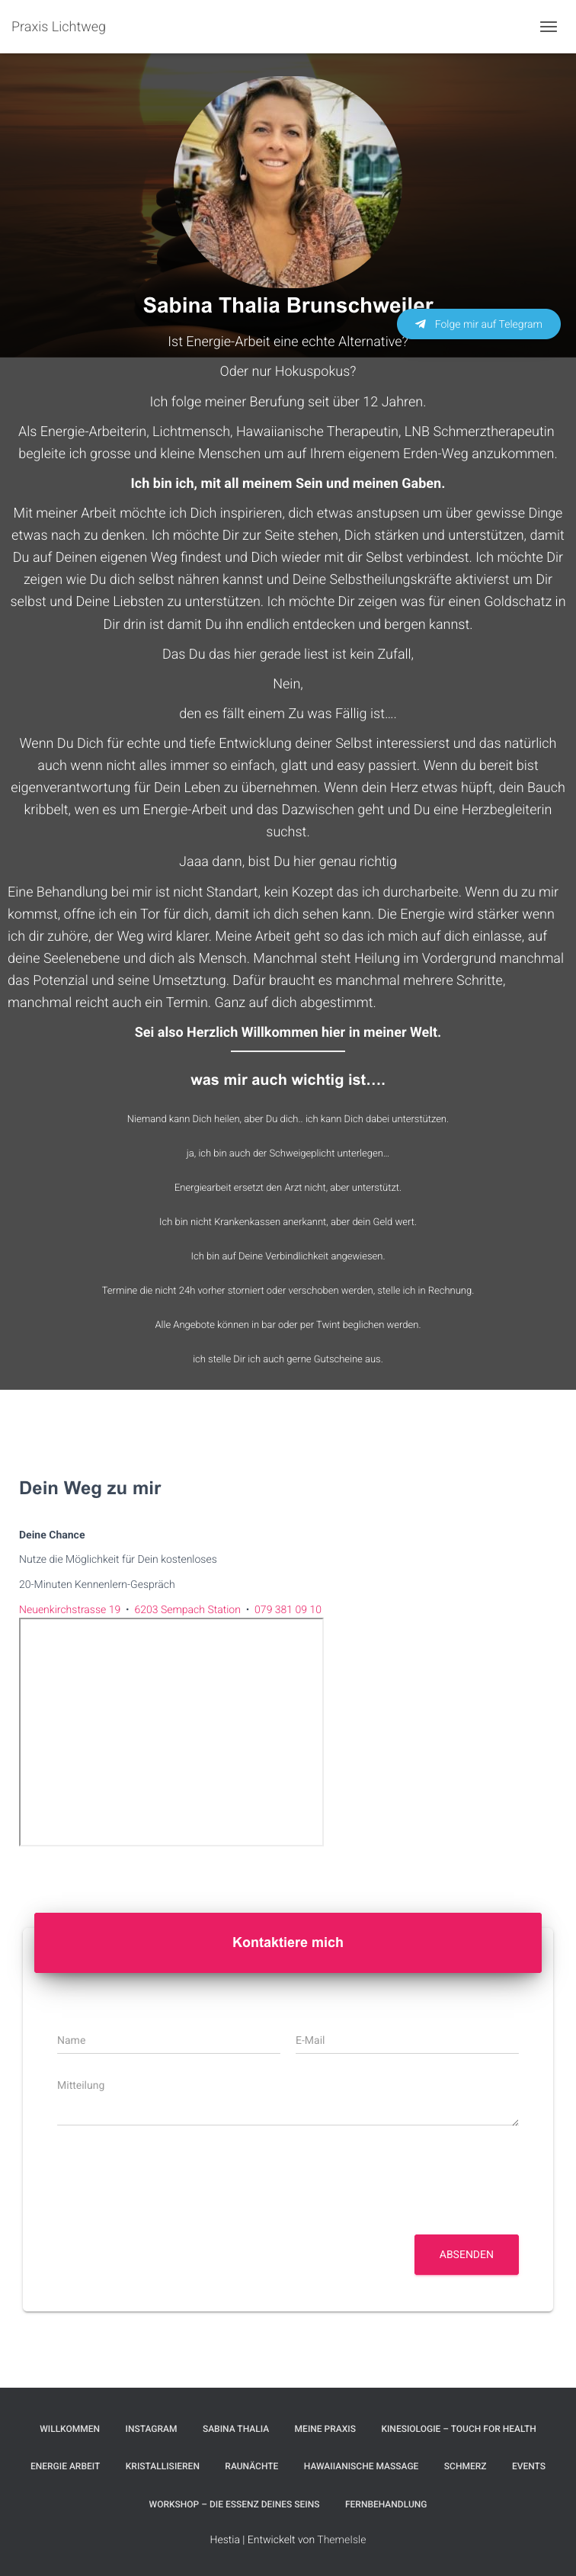 Praxis Lichtweg
Sabina Thalia Brunschweiler
Folge mir auf Telegram
Ist Energie-Arbeit eine echte Alternative?
Oder nur Hokuspokus?
Ich folge meiner Berufung seit über 12 Jahren.
Als Energie-Arbeiterin, Lichtmensch, Hawaiianische Therapeutin, LNB Schmerztherapeutin
begleite ich grosse und kleine Menschen um auf Ihrem eigenem Erden-Weg anzukommen.
Ich bin ich, mit all meinem Sein und meinen Gaben.
Mit meiner Arbeit möchte ich Dich inspirieren, dich etwas anstupsen um über gewisse Dinge
etwas nach zu denken. Ich möchte Dir zur Seite stehen, Dich stärken und unterstützen, damit
Du auf Deinen eigenen Weg findest und Dich wieder mit dir Selbst verbindest. Ich möchte Dir
zeigen wie Du dich selbst nähren kannst und Deine Selbstheilungskräfte aktivierst um Dir
selbst und Deine Liebsten zu unterstützen. Ich möchte Dir zeigen was für einen Goldschatz in
Dir drin ist damit Du ihn endlich entdecken und bergen kannst.
Das Du das hier gerade liest ist kein Zufall,
Nein,
den es fällt einem Zu was Fällig ist....
Wenn Du Dich für echte und tiefe Entwicklung deiner Selbst interessierst und das natürlich
auch wenn nicht alles immer so einfach, glatt und easy passiert. Wenn du bereit bist
eigenverantwortung für Dein Leben zu übernehmen. Wenn dein Herz etwas hüpft, dein Bauch
kribbelt, wen es um Energie-Arbeit und das Dazwischen geht und Du eine Herzbegleiterin
suchst.
Jaaa dann, bist Du hier genau richtig
Eine Behandlung bei mir ist nicht Standart, kein Kozept das ich durcharbeite. Wenn du zu mir
kommst, offne ich ein Tor für dich, damit ich dich sehen kann. Die Energie wird stärker wenn
ich dir zuhöre, der Weg wird klarer. Meine Arbeit geht so das ich mich auf dich einlasse, auf
deine Seelenebene und dich als Mensch. Manchmal steht Heilung im Vordergrund manchmal
das Potenzial und seine Umsetztung. Dafür braucht es manchmal mehrere Schritte,
manchmal reicht auch ein Termin. Ganz auf dich abgestimmt.
Sei also Herzlich Willkommen hier in meiner Welt.
was mir auch wichtig ist....
Niemand kann Dich heilen, aber Du dich.. ich kann Dich dabei unterstützen.
ja, ich bin auch der Schweigeplicht unterlegen...
Energiearbeit ersetzt den Arzt nicht, aber unterstützt.
Ich bin nicht Krankenkassen anerkannt, aber dein Geld wert.
Ich bin auf Deine Verbindlichkeit angewiesen.
Termine die nicht 24h vorher storniert oder verschoben werden, stelle ich in Rechnung.
Alle Angebote können in bar oder per Twint beglichen werden.
ich stelle Dir ich auch gerne Gutscheine aus.
Dein Weg zu mir
Deine Chance
Nutze die Möglichkeit für Dein kostenloses
20-Minuten Kennenlern-Gespräch
Neuenkirchstrasse 19 • 6203 Sempach Station • 079 381 09 10
Kontaktiere mich
Name E-Mail
Mitteilung
ABSENDEN
WILLKOMMEN INSTAGRAM SABINA THALIA MEINE PRAXIS KINESIOLOGIE – TOUCH FOR HEALTH
ENERGIE ARBEIT KRISTALLISIEREN RAUNÄCHTE HAWAIIANISCHE MASSAGE SCHMERZ EVENTS
WORKSHOP – DIE ESSENZ DEINES SEINS FERNBEHANDLUNG
Hestia | Entwickelt von ThemeIsle